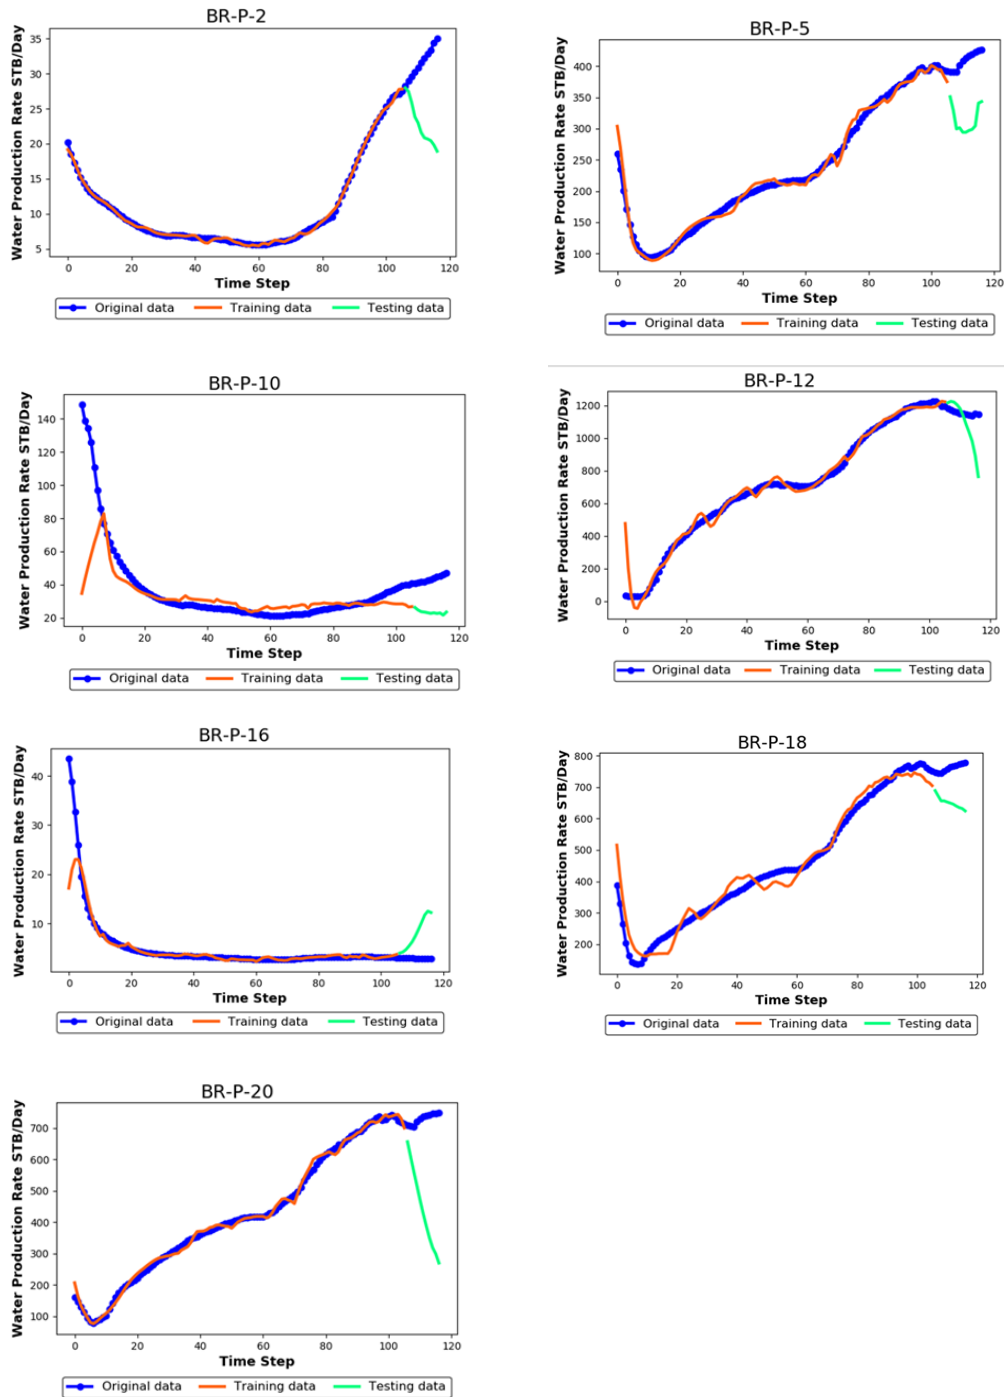 BR-P-2
Water Production Rate STB/Day
35
30
25
20
15
10
5
0 20 40 60 80 100 120
Time Step
Original data Training data Testing data
BR-P-5
Water Production Rate STB/Day
400
350
300
250
200
150
100
0 20 40 60 80 100 120
Time Step
Original data Training data Testing data
BR-P-10
Water Production Rate STB/Day
140
120
100
80
60
40
20
0 20 40 60 80 100 120
Time Step
Original data Training data Testing data
BR-P-12
Water Production Rate STB/Day
1200
1000
800
600
400
200
0
0 20 40 60 80 100 120
Time Step
Original data Training data Testing data
BR-P-16
Water Production Rate STB/Day
40
30
20
10
0 20 40 60 80 100 120
Time Step
Original data Training data Testing data
BR-P-18
Water Production Rate STB/Day
800
700
600
500
400
300
200
0 20 40 60 80 100 120
Time Step
Original data Training data Testing data
BR-P-20
Water Production Rate STB/Day
700
600
500
400
300
200
100
0 20 40 60 80 100 120
Time Step
Original data Training data Testing data